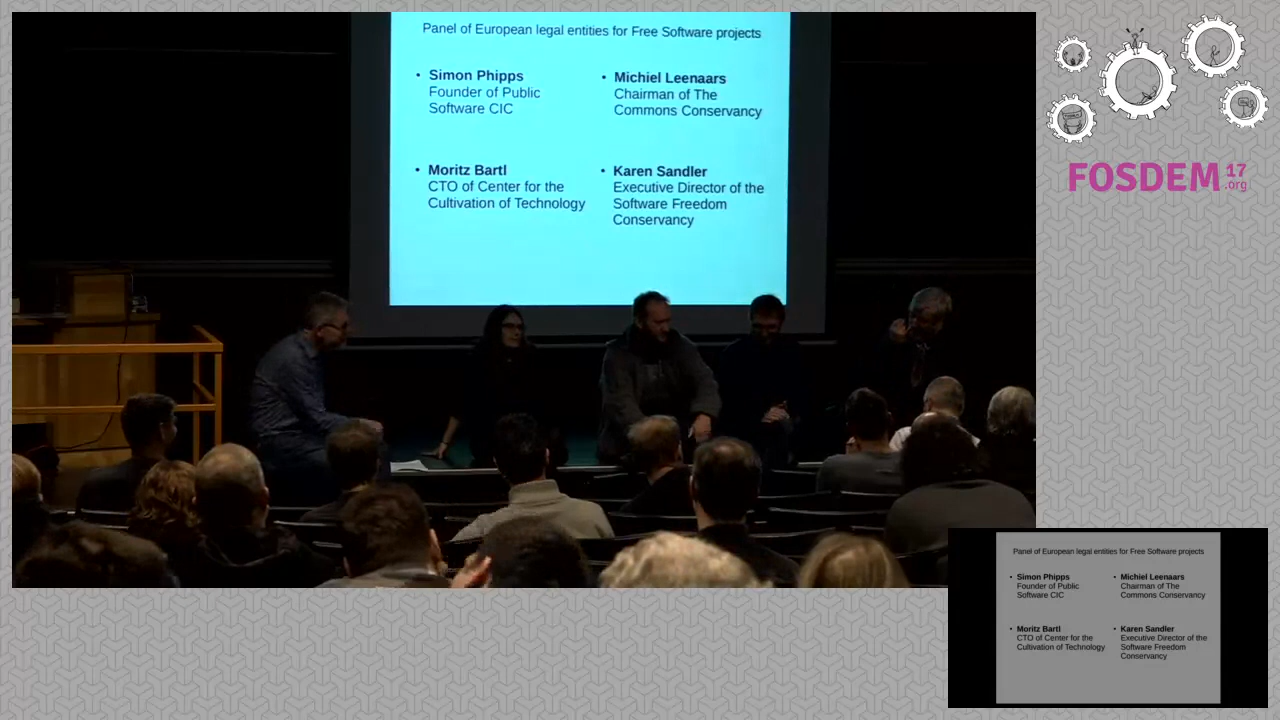 Panel of European legal entities for Free Software projects
• Simon Phipps
Founder of Public
Software CIC
• Michiel Leenaars
Chairman of The
Commons Conservancy
• Moritz Bartl
CTO of Center for the
Cultivation of Technology
• Karen Sandler
Executive Director of the
Software Freedom
Conservancy
FOSDEM 17
.org
Panel of European legal entities for Free Software projects
• Simon Phipps
Founder of Public
Software CIC
• Michiel Leenaars
Chairman of The
Commons Conservancy
• Moritz Bartl
CTO of Center for the
Cultivation of Technology
• Karen Sandler
Executive Director of the
Software Freedom
Conservancy